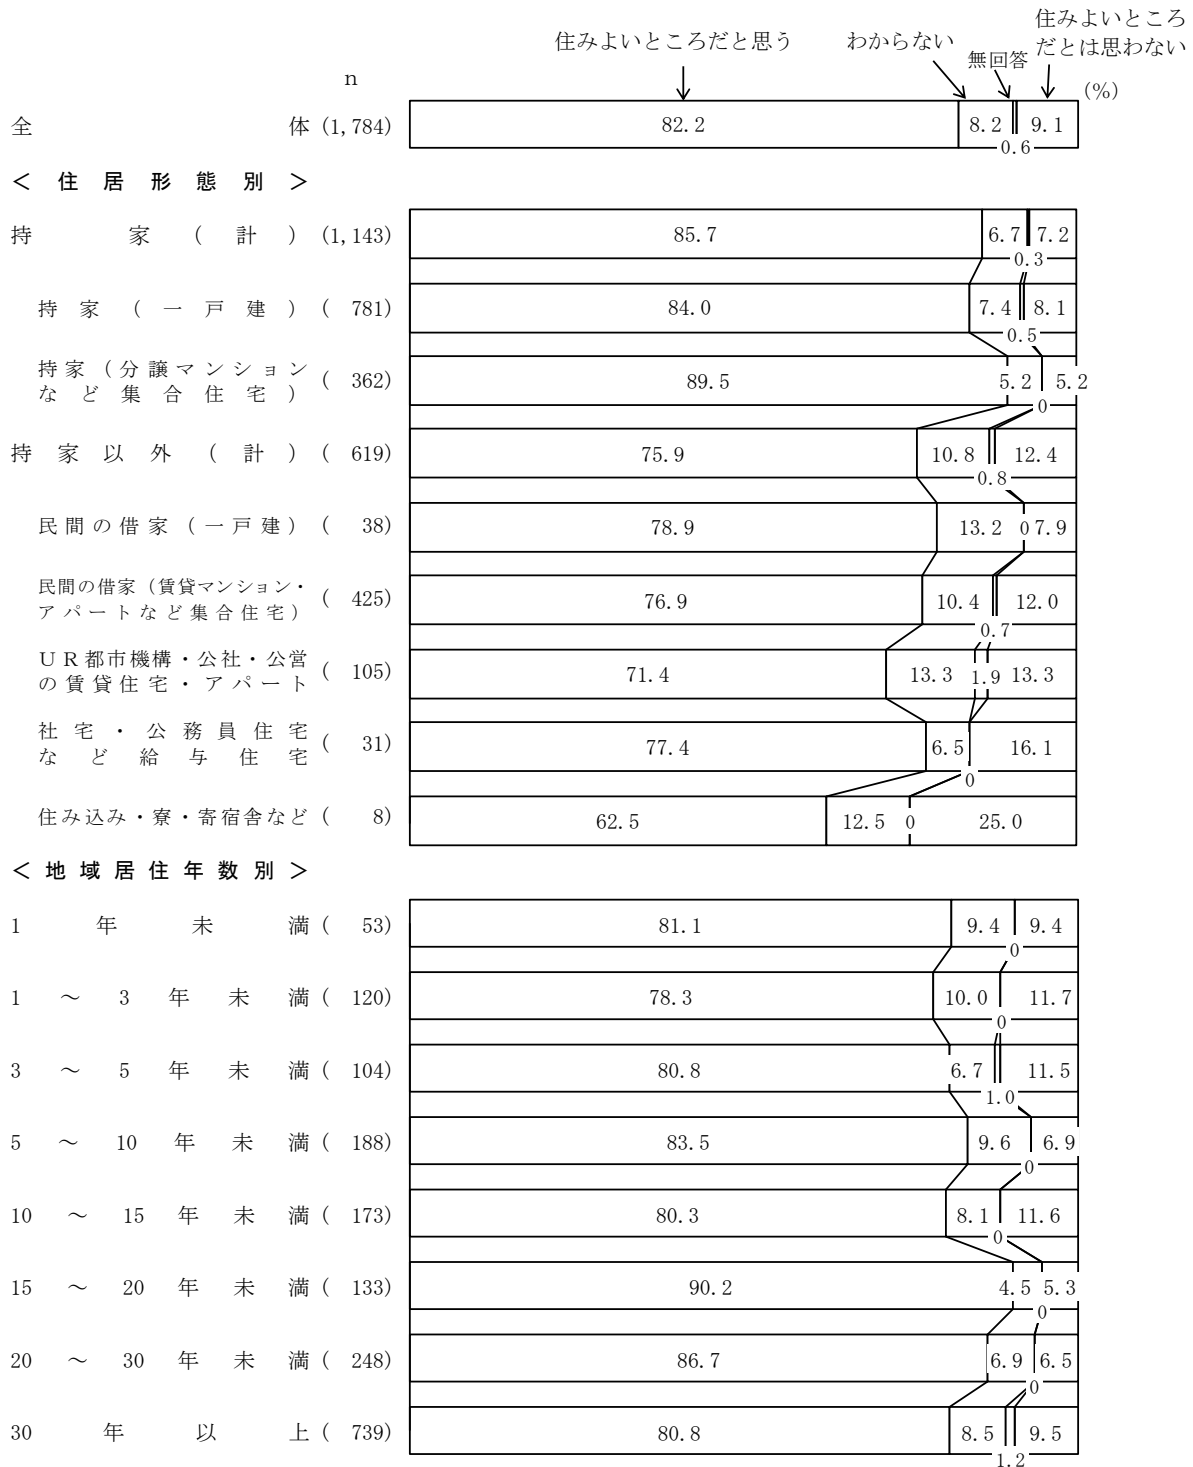 住みよいところ
住みよいところだと思う わからない だとは思わない
無回答
n
(%)
全体 (1,784) 82.2 8.2 9.1
0.6
＜住居形態別＞
持家（計） (1,143) 85.7 6.7 7.2
0.3
持家（一戸建） ( 781) 84.0 7.4 8.1
0.5
持家（分譲マンション
など集合住宅） ( 362) 89.5 5.2 5.2
0
持家以外（計） ( 619) 75.9 10.8 12.4
0.8
民間の借家（一戸建） ( 38) 78.9 13.2 0 7.9
民間の借家（賃貸マンション・
アパートなど集合住宅） ( 425) 76.9 10.4 12.0
0.7
ＵＲ都市機構・公社・公営
の賃貸住宅・アパート ( 105) 71.4 13.3 1.9 13.3
社宅・公務員住宅
など給与住宅 ( 31) 77.4 6.5 16.1
0
住み込み・寮・寄宿舎など ( 8) 62.5 12.5 0 25.0
＜地域居住年数別＞
1年未満 ( 53) 81.1 9.4 9.4
0
1～3年未満 ( 120) 78.3 10.0 11.7
0
3～5年未満 ( 104) 80.8 6.7 11.5
1.0
5～10年未満 ( 188) 83.5 9.6 6.9
0
10～15年未満 ( 173) 80.3 8.1 11.6
0
15～20年未満 ( 133) 90.2 4.5 5.3
0
20～30年未満 ( 248) 86.7 6.9 6.5
0
30年以上 ( 739) 80.8 8.5 9.5
1.2